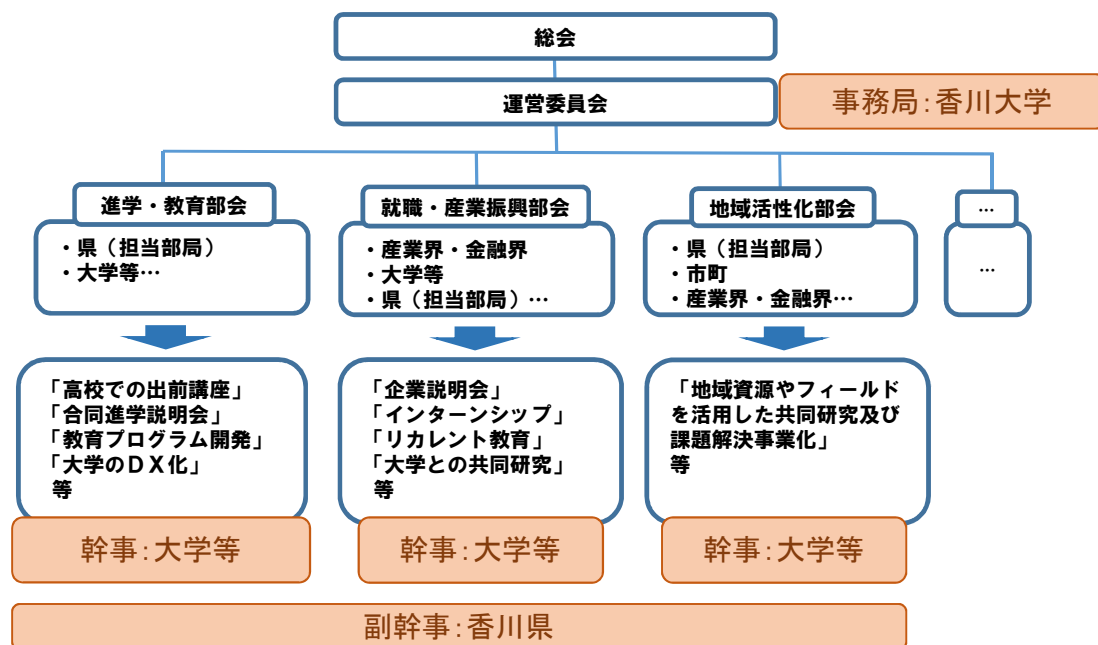 総会
運営委員会
事務局：香川大学
進学・教育部会
・県（担当部局）
・大学等…
就職・産業振興部会
・産業界・金融界
・大学等
・県（担当部局）…
地域活性化部会
・県（担当部局）
・市町
・産業界・金融界…
…
…
「高校での出前講座」
「合同進学説明会」
「教育プログラム開発」
「大学のＤＸ化」
等
「企業説明会」
「インターンシップ」
「リカレント教育」
「大学との共同研究」
等
「地域資源やフィールド
を活用した共同研究及び
課題解決事業化」
等
幹事：大学等
幹事：大学等
幹事：大学等
副幹事：香川県